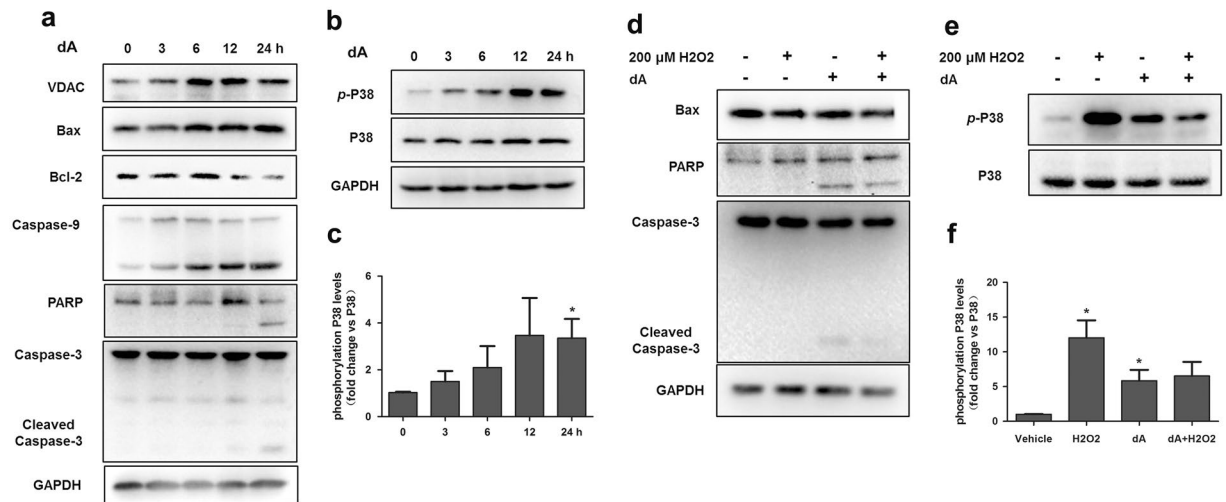 a
dA 0 3 6 12 24 h
VDAC
Bax
Bcl-2
Caspase-9
PARP
Caspase-3
Cleaved
Caspase-3
GAPDH
b
dA 0 3 6 12 24 h
p-P38
P38
GAPDH
c
phosphorylation P38 levels
(fold change vs P38)
6
4
2
0
*
0 3 6 12 24 h
d
200 μM H2O2 - + - +
dA - - + +
Bax
PARP
Caspase-3
Cleaved
Caspase-3
GAPDH
e
200 μM H2O2 - + - +
dA - - + +
p-P38
P38
f
phosphorylation P38 levels
(fold change vs P38)
20
15
10
5
0
*
*
Vehicle H2O2 dA dA+H2O2